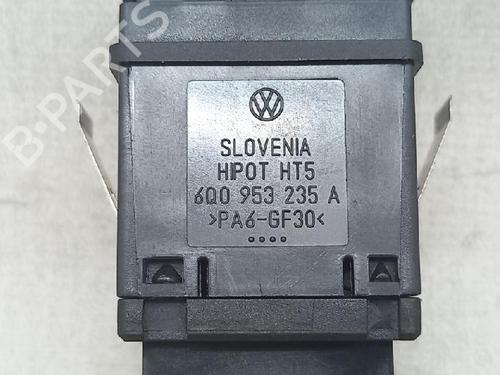 B-PARTS
SLOVENIA
HIPOT HT5
6Q0 953 235 A
>PA6-GF30<